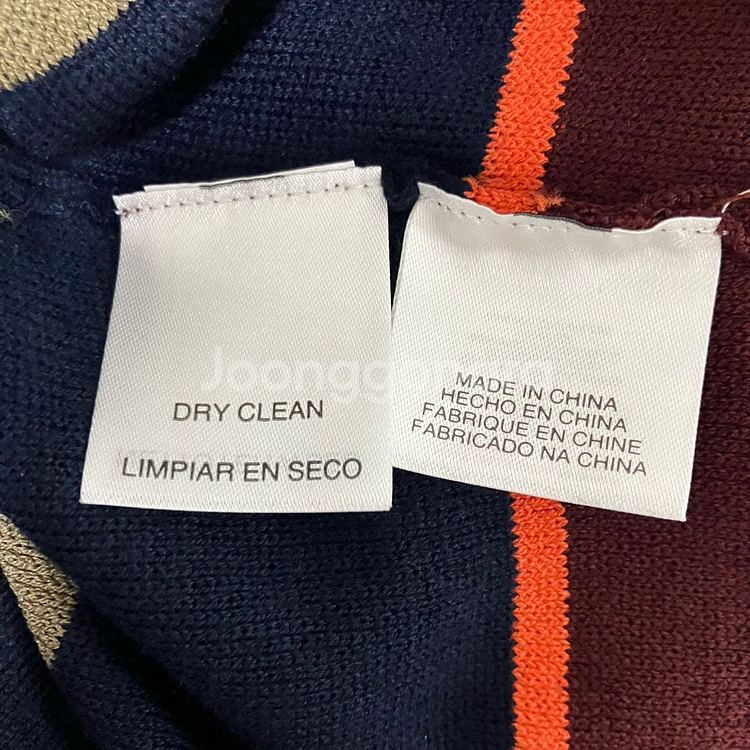 DRY CLEAN
LIMPIAR EN SECO
MADE IN CHINA
HECHO EN CHINA
FABRIQUE EN CHINE
FABRICADO NA CHINA